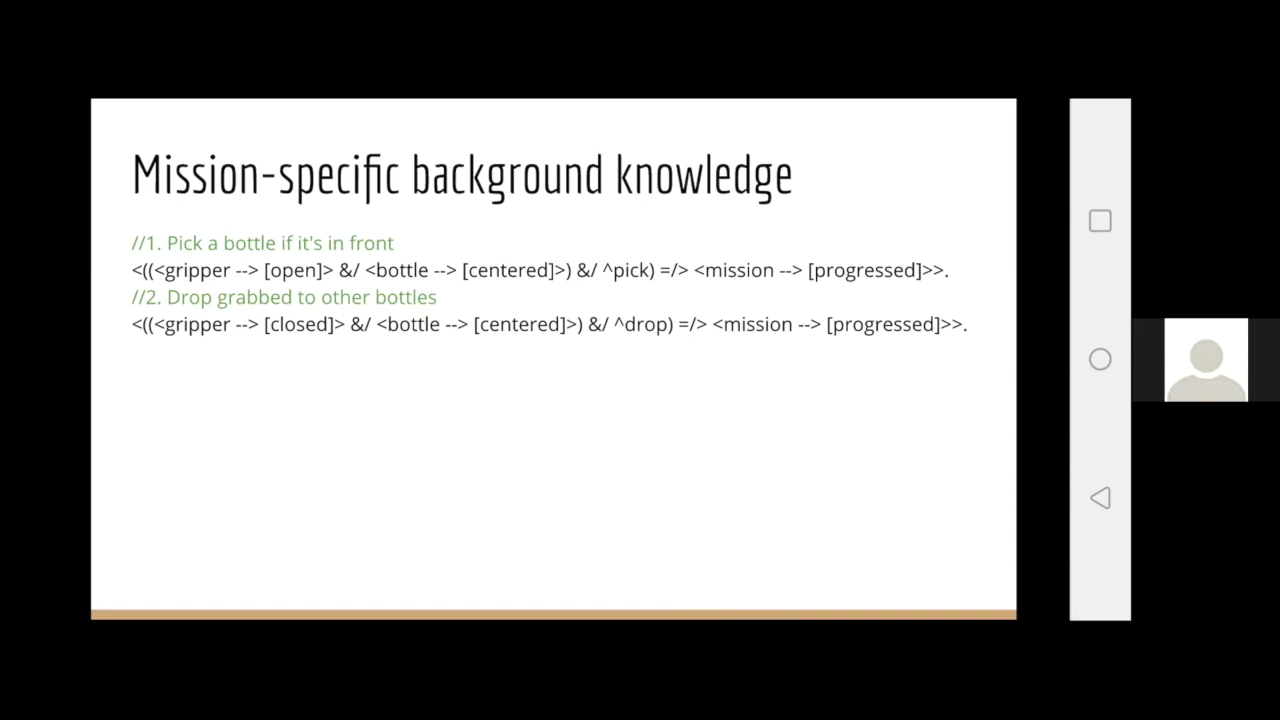 Mission-specific background knowledge
//1. Pick a bottle if it's in front
<((<gripper --> [open]> &/ <bottle --> [centered]>) &/ ^pick) =/> <mission --> [progressed]>>.
//2. Drop grabbed to other bottles
<((<gripper --> [closed]> &/ <bottle --> [centered]>) &/ ^drop) =/> <mission --> [progressed]>>.